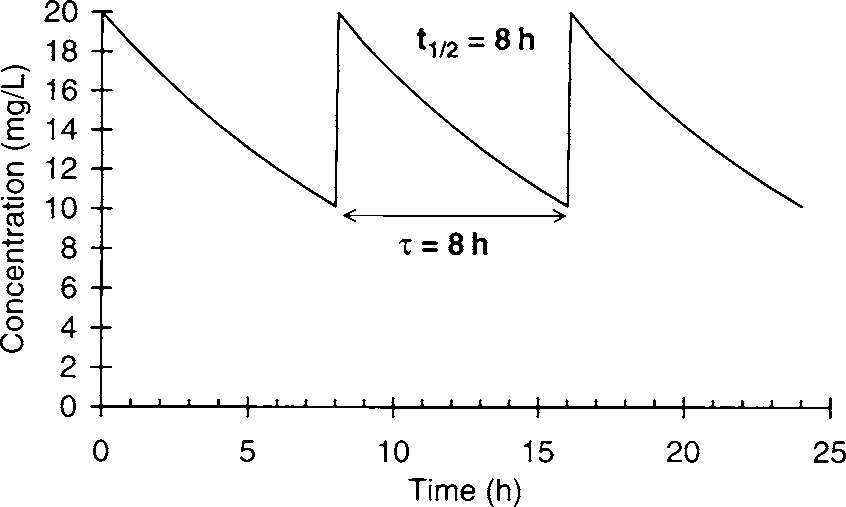 20
18
16
14
12
10
8
6
4
2
0
Concentration (mg/L)
t1/2 = 8 h
τ = 8 h
0 5 10 15 20 25
Time (h)